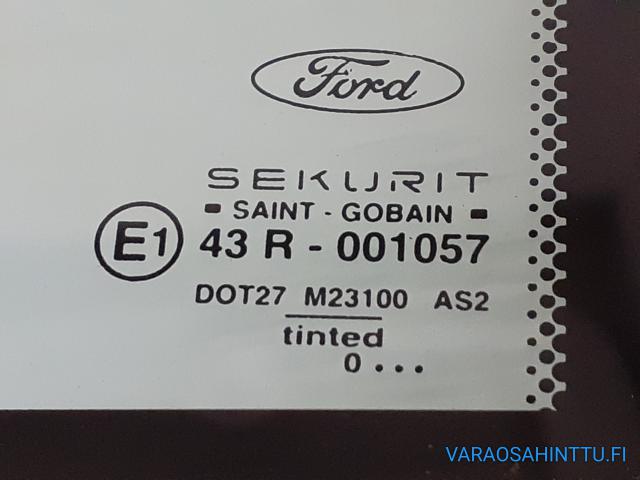 Ford
SEKURIT
SAINT - GOBAIN
E1 43 R - 001057
DOT27 M23100 AS2
tinted
0...
VARAOSAHINTTU.FI